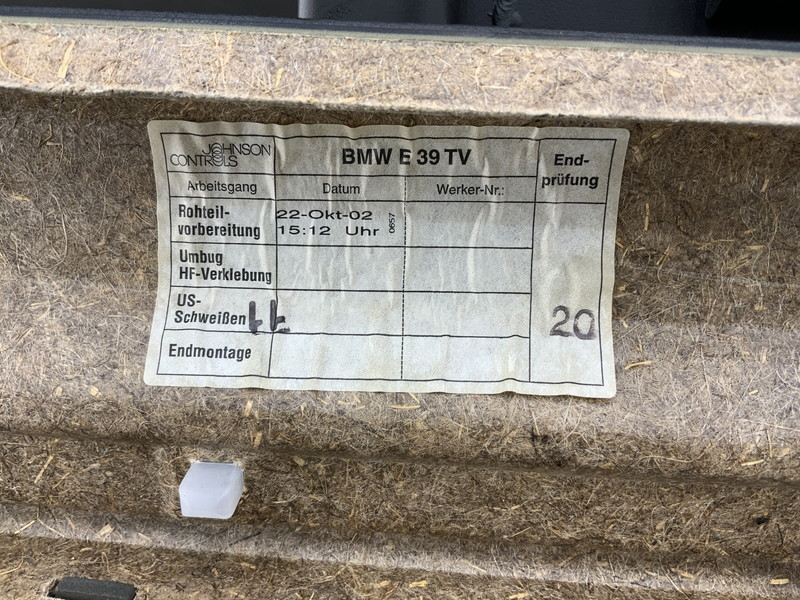 JOHNSON
CONTROLS
BMW E 39 TV
End-
prüfung
Arbeitsgang
Datum
Werker-Nr.:
Rohteil-
vorbereitung
22-Okt-02
15:12 Uhr
0657
Umbug
HF-Verklebung
US-
Schweißen
20
Endmontage